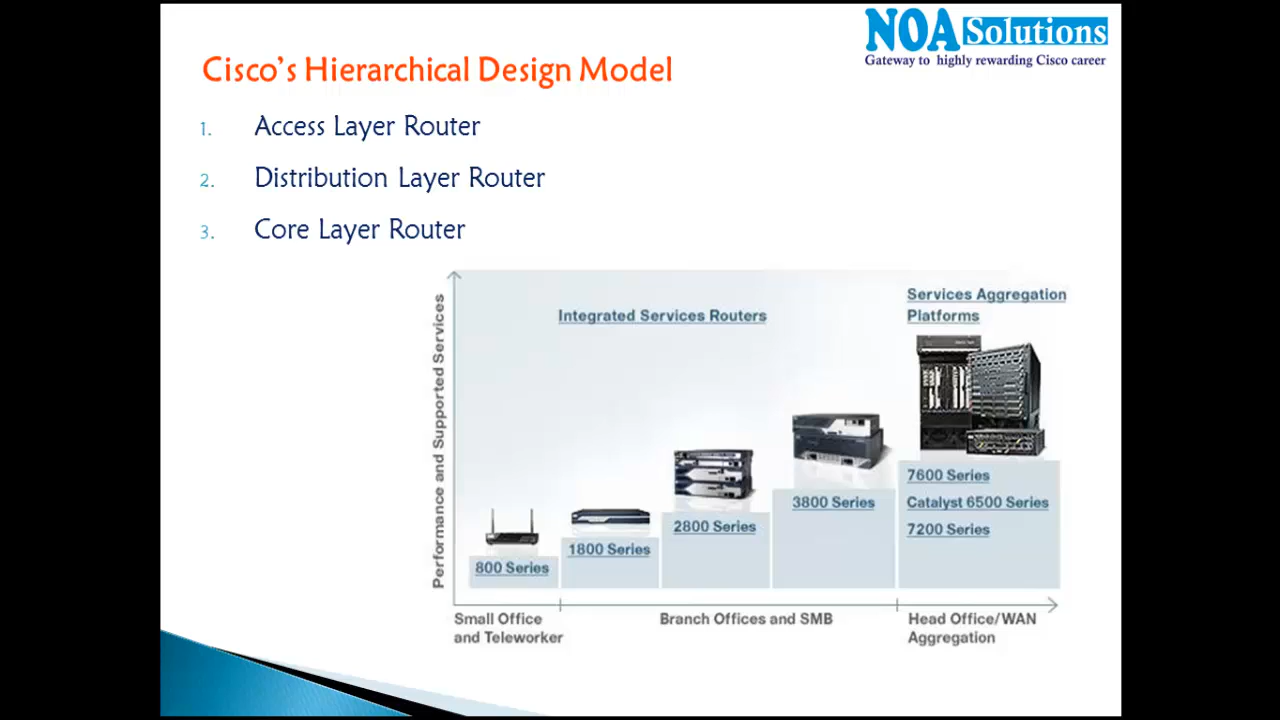 NOA Solutions
Gateway to highly rewarding Cisco career
Cisco's Hierarchical Design Model
1. Access Layer Router
2. Distribution Layer Router
3. Core Layer Router
Performance and Supported Services
Integrated Services Routers
Services Aggregation
Platforms
800 Series
1800 Series
2800 Series
3800 Series
7600 Series
Catalyst 6500 Series
7200 Series
Small Office
and Teleworker
Branch Offices and SMB
Head Office/WAN
Aggregation